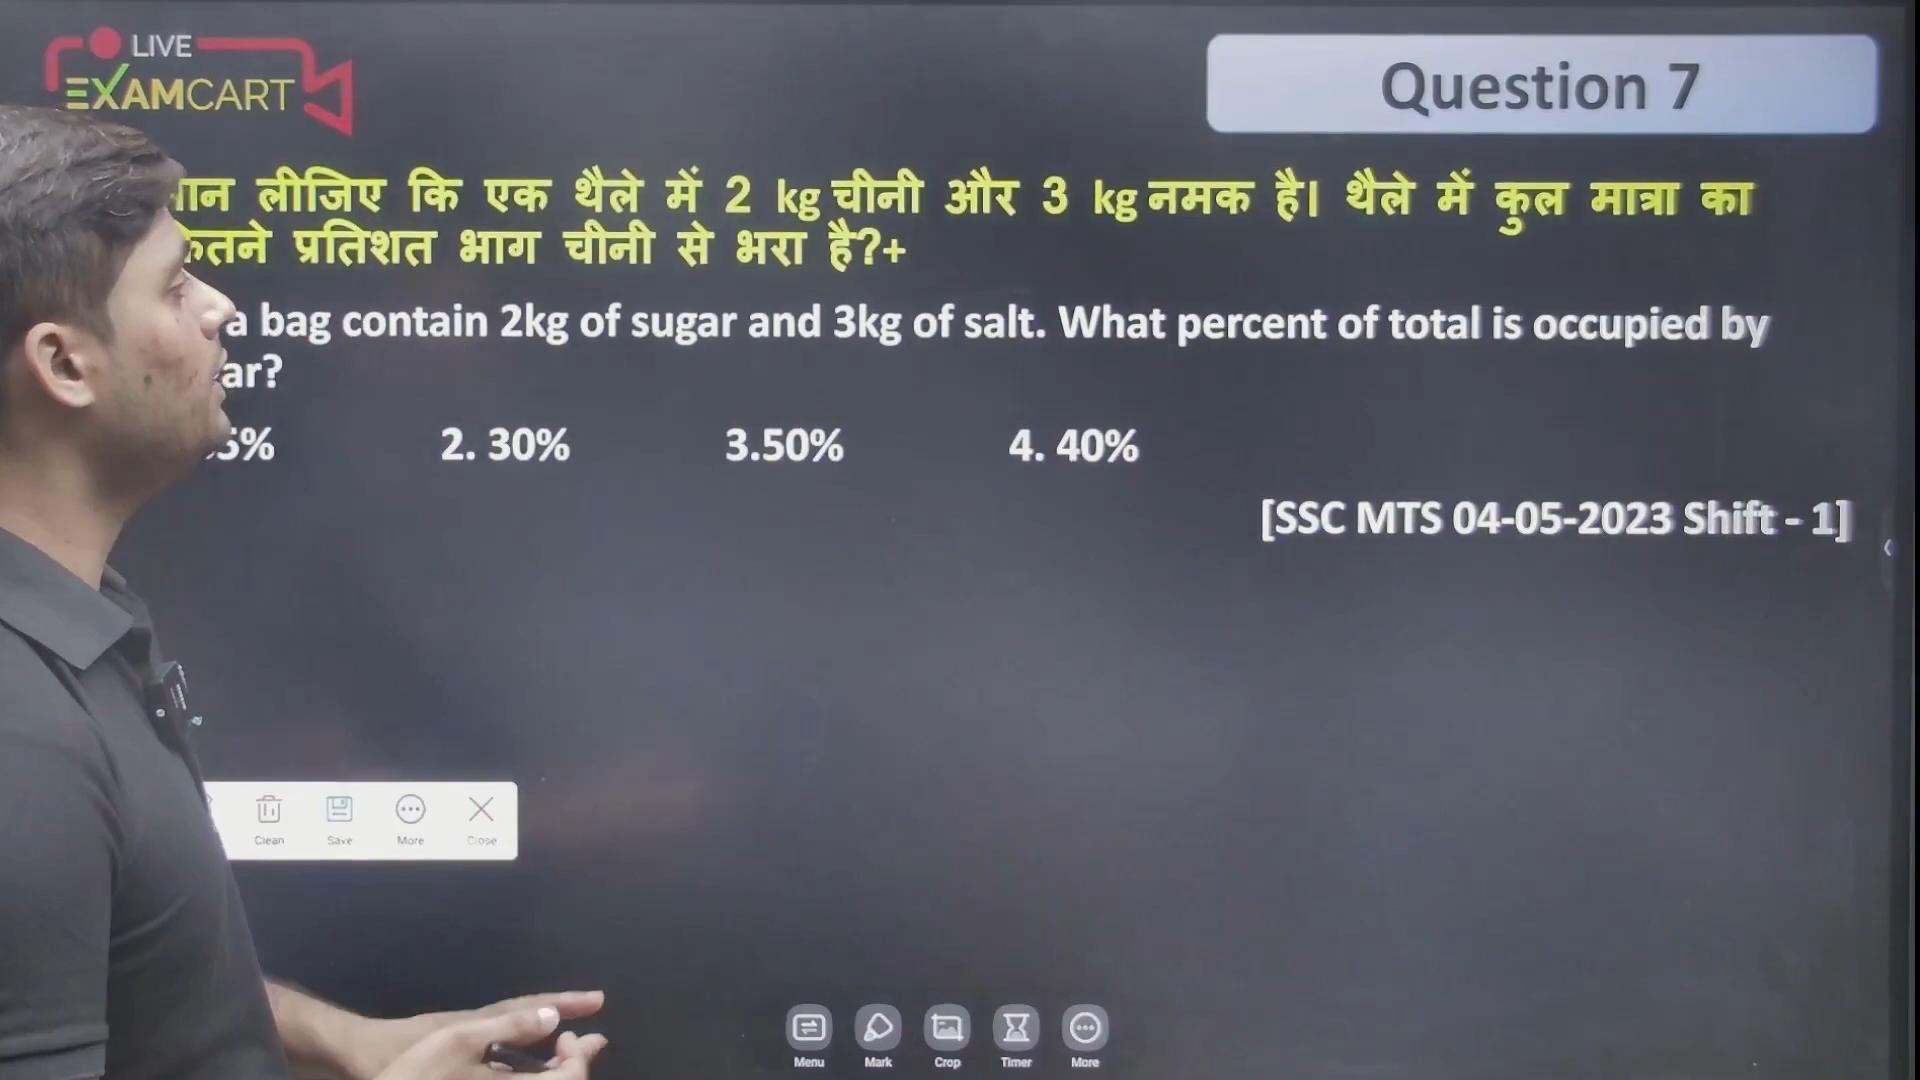 LIVE
EXAMCART
Question 7
लीजिए कि एक थैले में 2 kg चीनी और 3 kg नमक है। थैले में कुल मात्रा का
प्रतिशत भाग चीनी से भरा है?+
a bag contain 2kg of sugar and 3kg of salt. What percent of total is occupied by
ar?
5% 2. 30% 3.50% 4. 40%
[SSC MTS 04-05-2023 Shift - 1]
Clean Save More Close
Menu Mark Crop Timer More